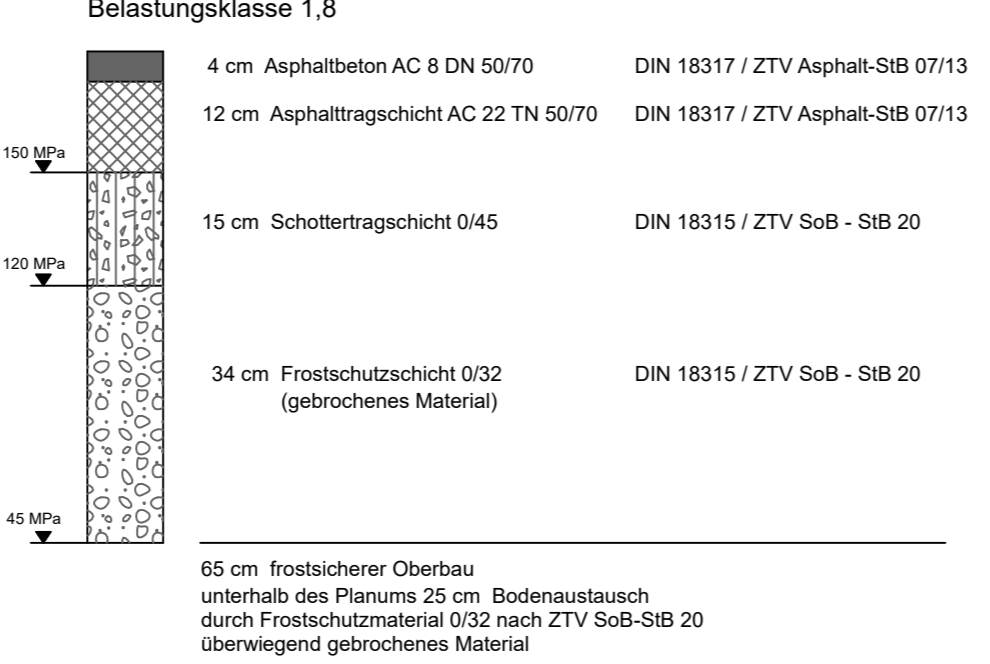 Belastungsklasse 1,8
4 cm Asphaltbeton AC 8 DN 50/70 DIN 18317 / ZTV Asphalt-StB 07/13
12 cm Asphalttragschicht AC 22 TN 50/70 DIN 18317 / ZTV Asphalt-StB 07/13
150 MPa
15 cm Schottertragschicht 0/45 DIN 18315 / ZTV SoB - StB 20
120 MPa
34 cm Frostschutzschicht 0/32 DIN 18315 / ZTV SoB - StB 20
(gebrochenes Material)
45 MPa
65 cm frostsicherer Oberbau
unterhalb des Planums 25 cm Bodenaustausch
durch Frostschutzmaterial 0/32 nach ZTV SoB-StB 20
überwiegend gebrochenes Material